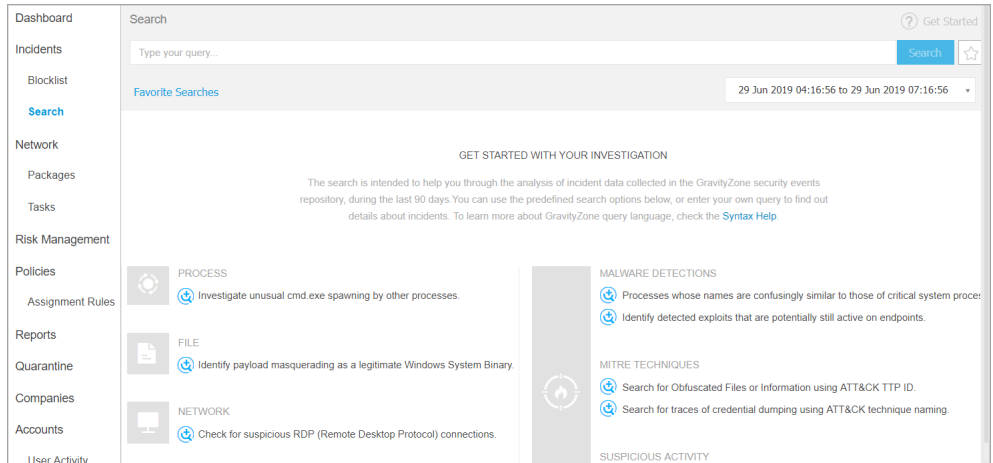 Dashboard
Incidents
Blocklist
Search
Network
Packages
Tasks
Risk Management
Policies
Assignment Rules
Reports
Quarantine
Companies
Accounts
User Activity
Search
? Get Started
Type your query...
Search
Favorite Searches
29 Jun 2019 04:16:56 to 29 Jun 2019 07:16:56
GET STARTED WITH YOUR INVESTIGATION
The search is intended to help you through the analysis of incident data collected in the GravityZone security events
repository, during the last 90 days.You can use the predefined search options below, or enter your own query to find out
details about incidents. To learn more about GravityZone query language, check the Syntax Help.
PROCESS
Investigate unusual cmd.exe spawning by other processes.
FILE
Identify payload masquerading as a legitimate Windows System Binary.
NETWORK
Check for suspicious RDP (Remote Desktop Protocol) connections.
MALWARE DETECTIONS
Processes whose names are confusingly similar to those of critical system proces
Identify detected exploits that are potentially still active on endpoints.
MITRE TECHNIQUES
Search for Obfuscated Files or Information using ATT&CK TTP ID.
Search for traces of credential dumping using ATT&CK technique naming.
SUSPICIOUS ACTIVITY